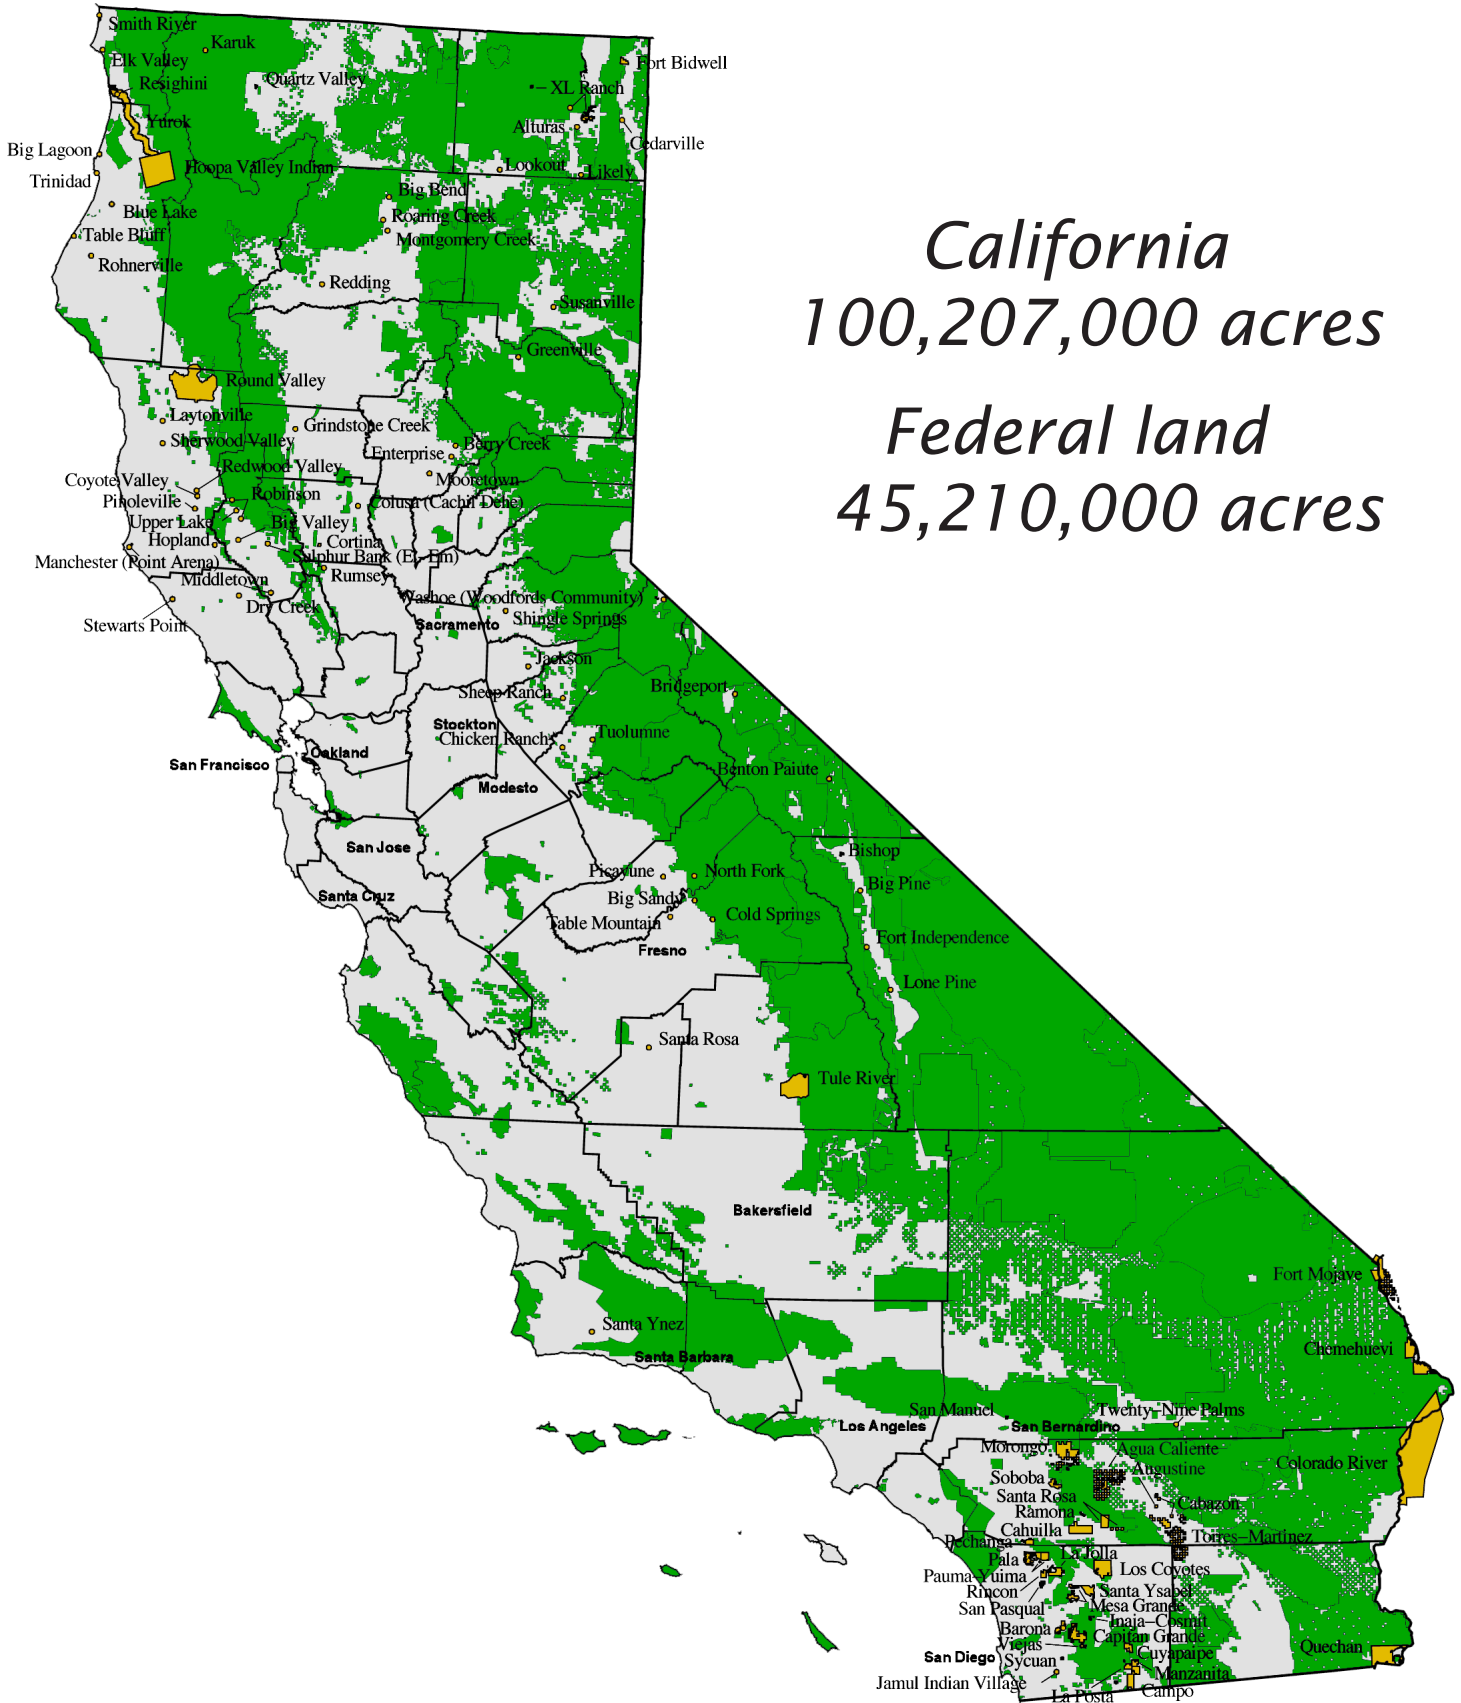 Smith River
Karuk
Elk Valley
Fort Bidwell
Quartz Valley
Resighini
XL Ranch
Yurok
Alturas
Cedarville
Big Lagoon
Hoopa Valley Indian
Lookout
Likely
Trinidad
Big Bend
Blue Lake
Roaring Creek
Table Bluff
Montgomery Creek
California
Rohnerville
Redding
Susanville
100,207,000 acres
Greenville
Round Valley
Laytonville
Grindstone Creek
Federal land
Sherwood Valley
Berry Creek
Enterprise
Redwood Valley
Coyote Valley
Mooretown
Pinoleville
Robinson
Colusa (Cachil Dehe)
45,210,000 acres
Upper Lake
Big Valley
Hopland
Cortina
Manchester (Point Arena)
Sulphur Bank (El-Em)
Middletown
Rumsey
Dry Creek
Washoe (Woodfords Community)
Stewarts Point
Sacramento
Shingle Springs
Jackson
Sheep Ranch
Bridgeport
Stockton
Chicken Ranch
Tuolumne
Oakland
San Francisco
Benton Paiute
Modesto
San Jose
Bishop
Picayune
North Fork
Big Pine
Santa Cruz
Big Sandy
Table Mountain
Cold Springs
Fresno
Fort Independence
Lone Pine
Santa Rosa
Tule River
Bakersfield
Fort Mojave
Santa Ynez
Chemehuevi
Santa Barbara
San Manuel
Twenty-Nine Palms
Los Angeles
San Bernardino
Morongo
Agua Caliente
Colorado River
Soboba
Augustine
Santa Rosa
Cabazon
Ramona
Cahuilla
Torres-Martinez
Pechanga
Pala
La Jolla
Pauma-Yuima
Los Coyotes
Rincon
Santa Ysabel
San Pasqual
Mesa Grande
Inaja-Cosmit
Barona
Capitan Grande
Viejas
Quechan
San Diego
Sycuan
Cuyapaipe
Jamul Indian Village
Manzanita
La Posta
Campo